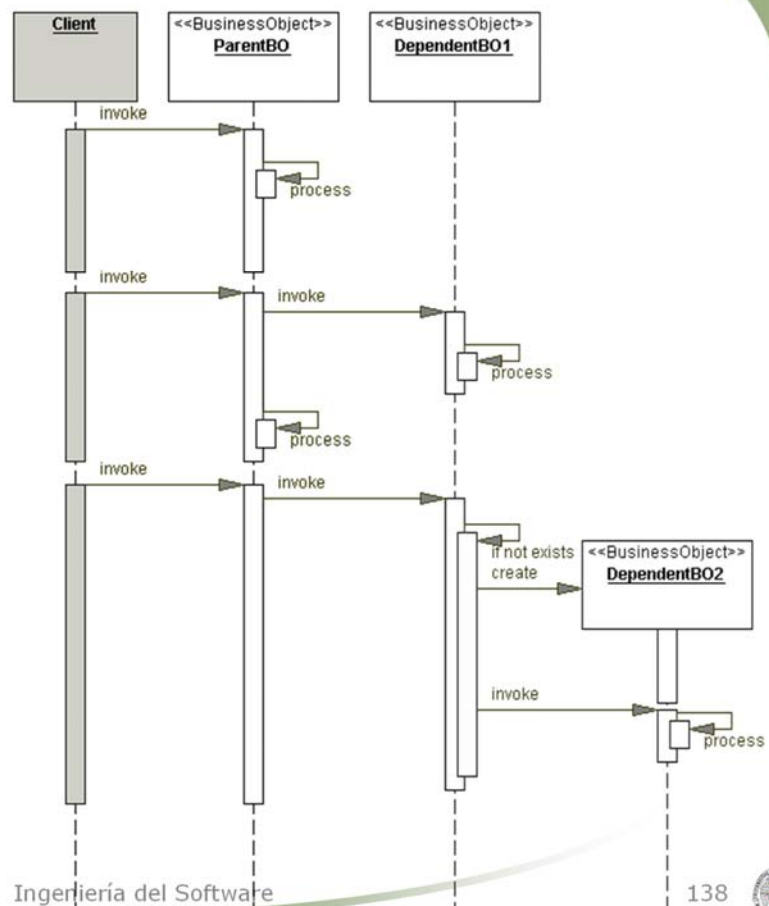 Client
<<BusinessObject>>
ParentBO
<<BusinessObject>>
DependentBO1
invoke
process
invoke
invoke
process
process
invoke
invoke
if not exists
create
<<BusinessObject>>
DependentBO2
invoke
process
Ingeniería del Software
138